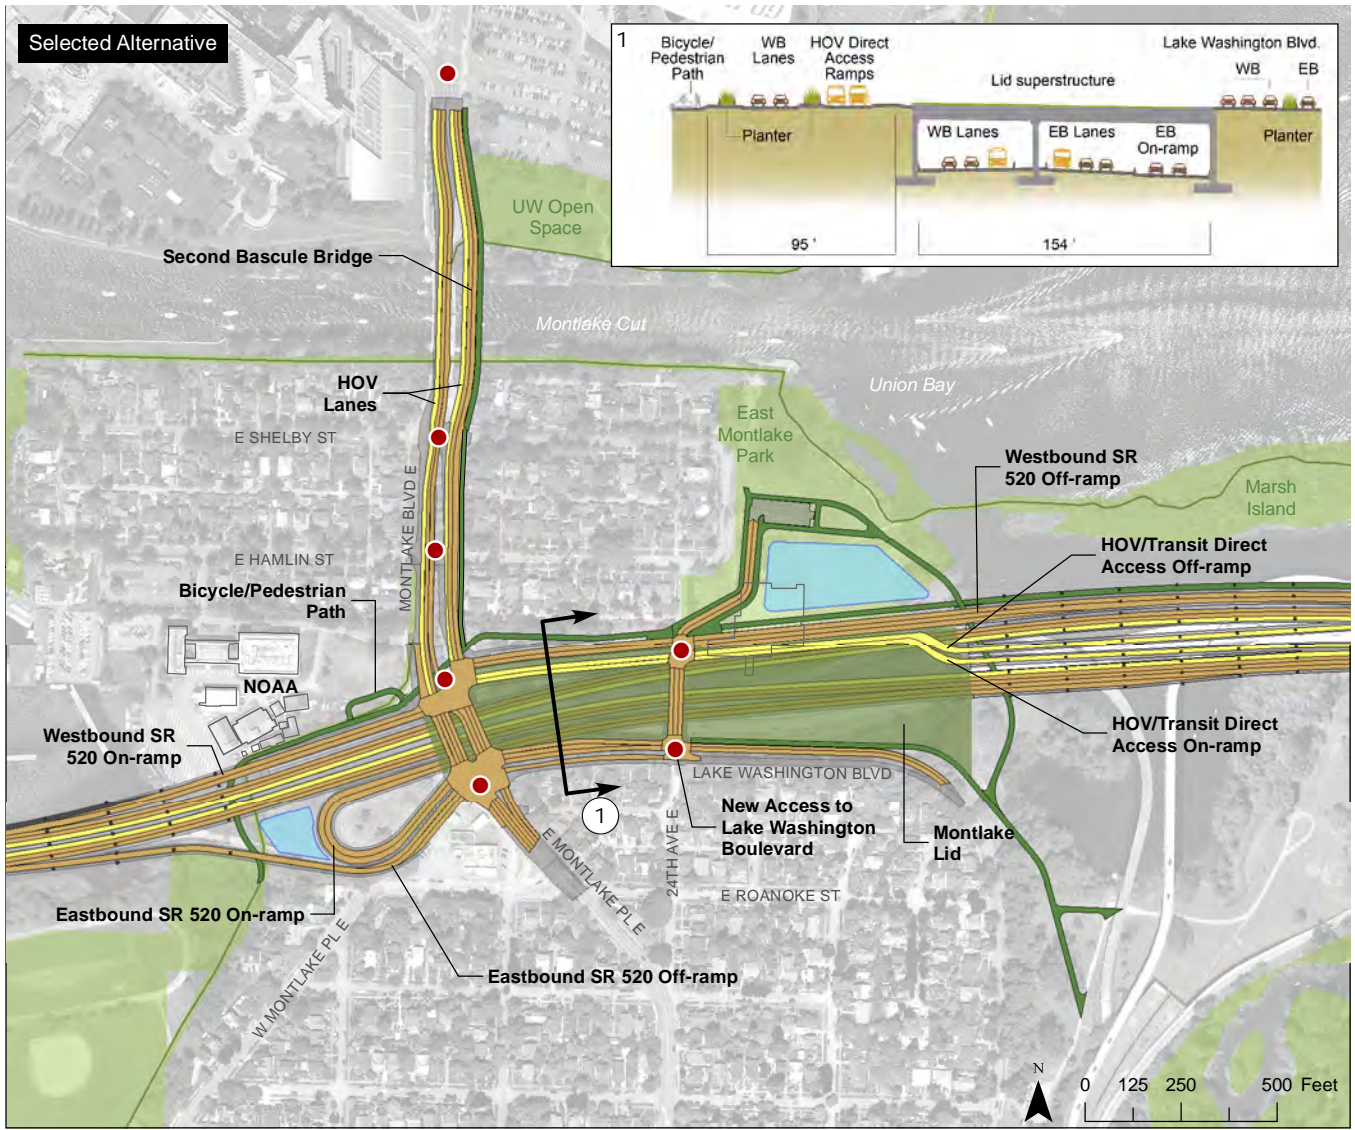 Selected Alternative
1
Bicycle/
Pedestrian
Path
WB
Lanes
HOV Direct
Access
Ramps
Lid superstructure
Lake Washington Blvd.
WB
EB
Planter
WB Lanes
EB Lanes
EB
On-ramp
Planter
95 '
154 '
UW Open
Space
Second Bascule Bridge
Montlake Cut
Union Bay
HOV
Lanes
E SHELBY ST
East
Montlake
Park
Westbound SR
520 Off-ramp
Marsh
Island
MONTLAKE BLVD E
E HAMLIN ST
HOV/Transit Direct
Access Off-ramp
Bicycle/Pedestrian
Path
NOAA
Westbound SR
520 On-ramp
HOV/Transit Direct
Access On-ramp
LAKE WASHINGTON BLVD
1
New Access to
Lake Washington
Boulevard
Montlake
Lid
24TH AVE E
E MONTLAKE PL E
E ROANOKE ST
Eastbound SR 520 On-ramp
W MONTLAKE PL E
Eastbound SR 520 Off-ramp
N
0 125 250 500 Feet